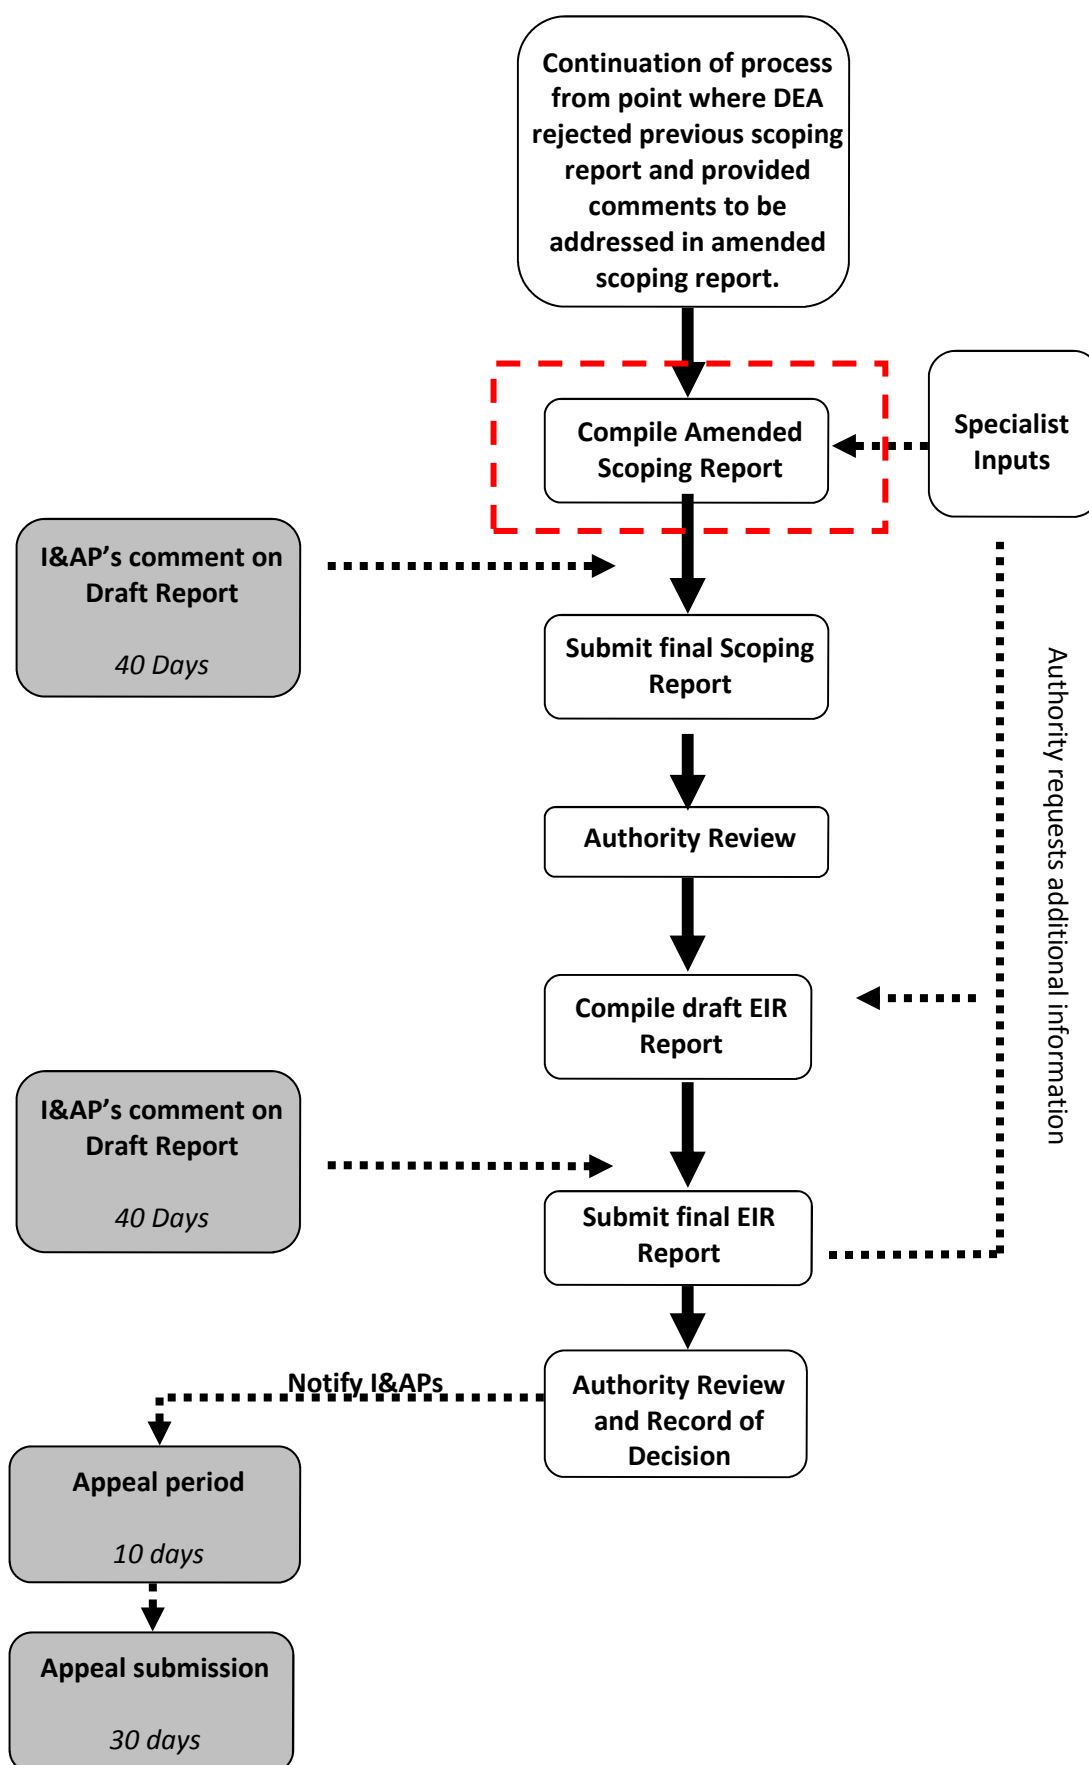 Continuation of process
from point where DEA
rejected previous scoping
report and provided
comments to be
addressed in amended
scoping report.
Compile Amended
Scoping Report
Specialist
Inputs
I&AP’s comment on
Draft Report
40 Days
Submit final Scoping
Report
Authority Review
Authority requests additional information
Compile draft EIR
Report
I&AP’s comment on
Draft Report
40 Days
Submit final EIR
Report
Notify I&APs
Authority Review
and Record of
Decision
Appeal period
10 days
Appeal submission
30 days